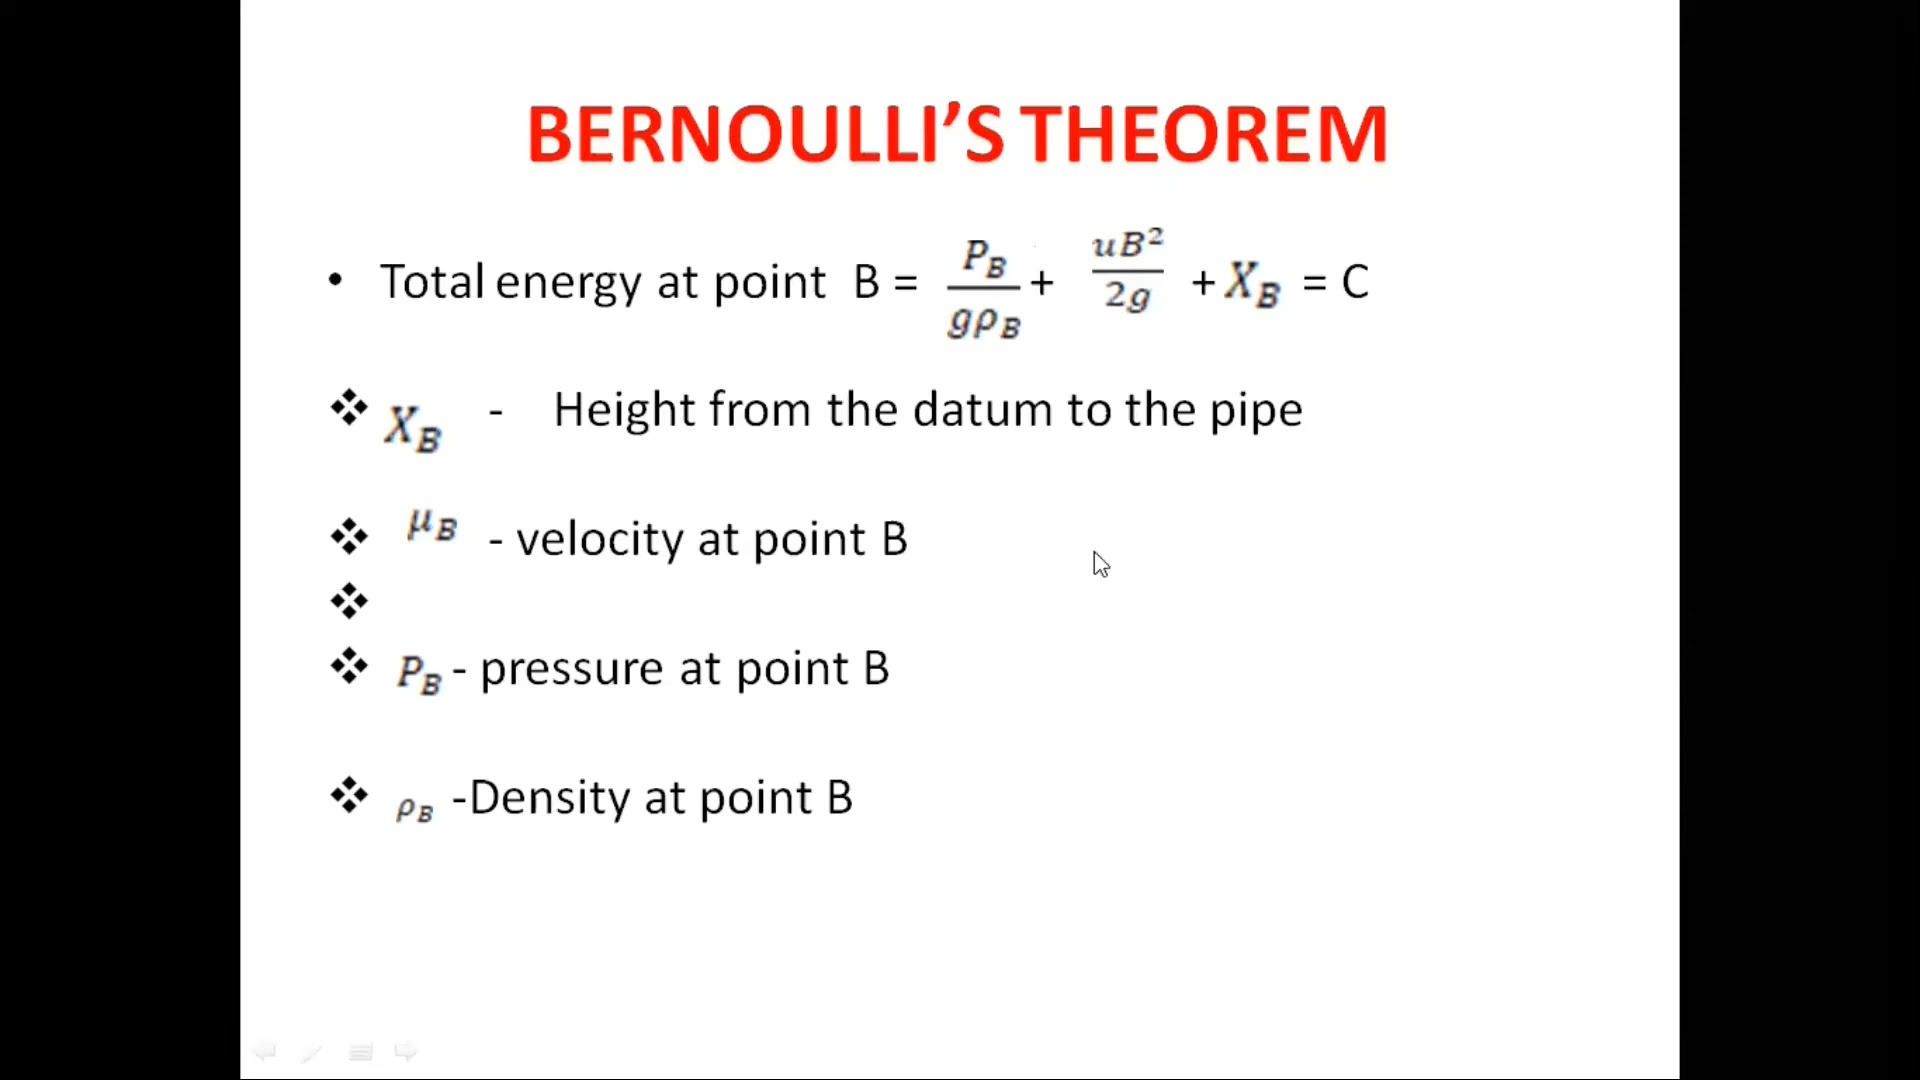 BERNOULLI’S THEOREM
• Total energy at point B = P_B/gρ_B + uB²/2g + X_B = C
❖ X_B - Height from the datum to the pipe
❖ μ_B - velocity at point B
❖
❖ P_B - pressure at point B
❖ ρ_B -Density at point B